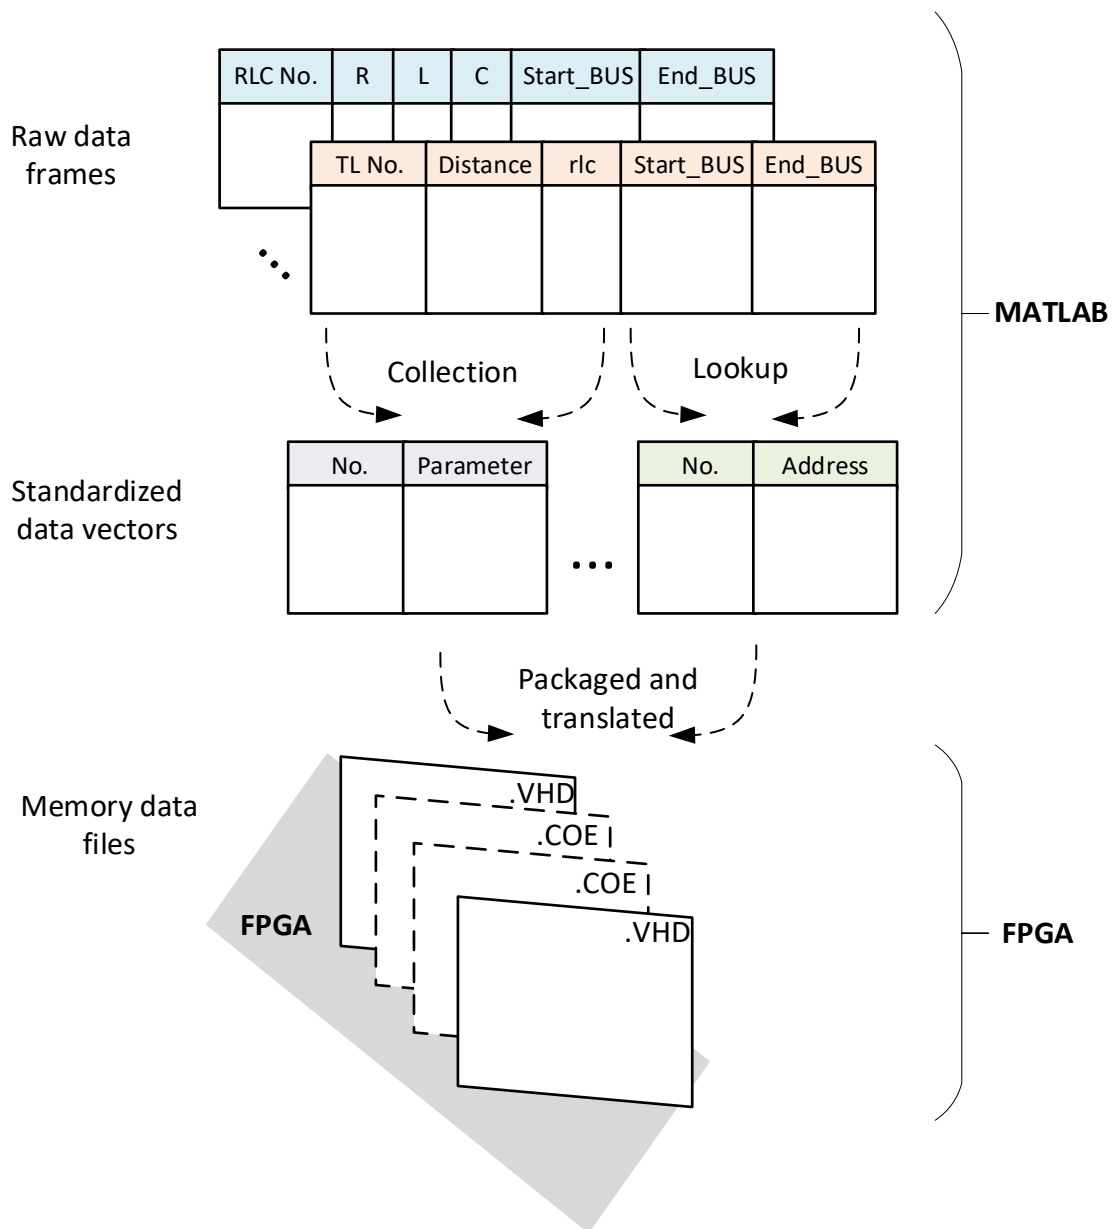 RLC No. R L C Start_BUS End_BUS
Raw data
frames
TL No. Distance rlc Start_BUS End_BUS
MATLAB
Collection Lookup
No. Parameter No. Address
Standardized
data vectors
Packaged and
translated
Memory data
files
.VHD
.COE
.COE
FPGA
.VHD
FPGA